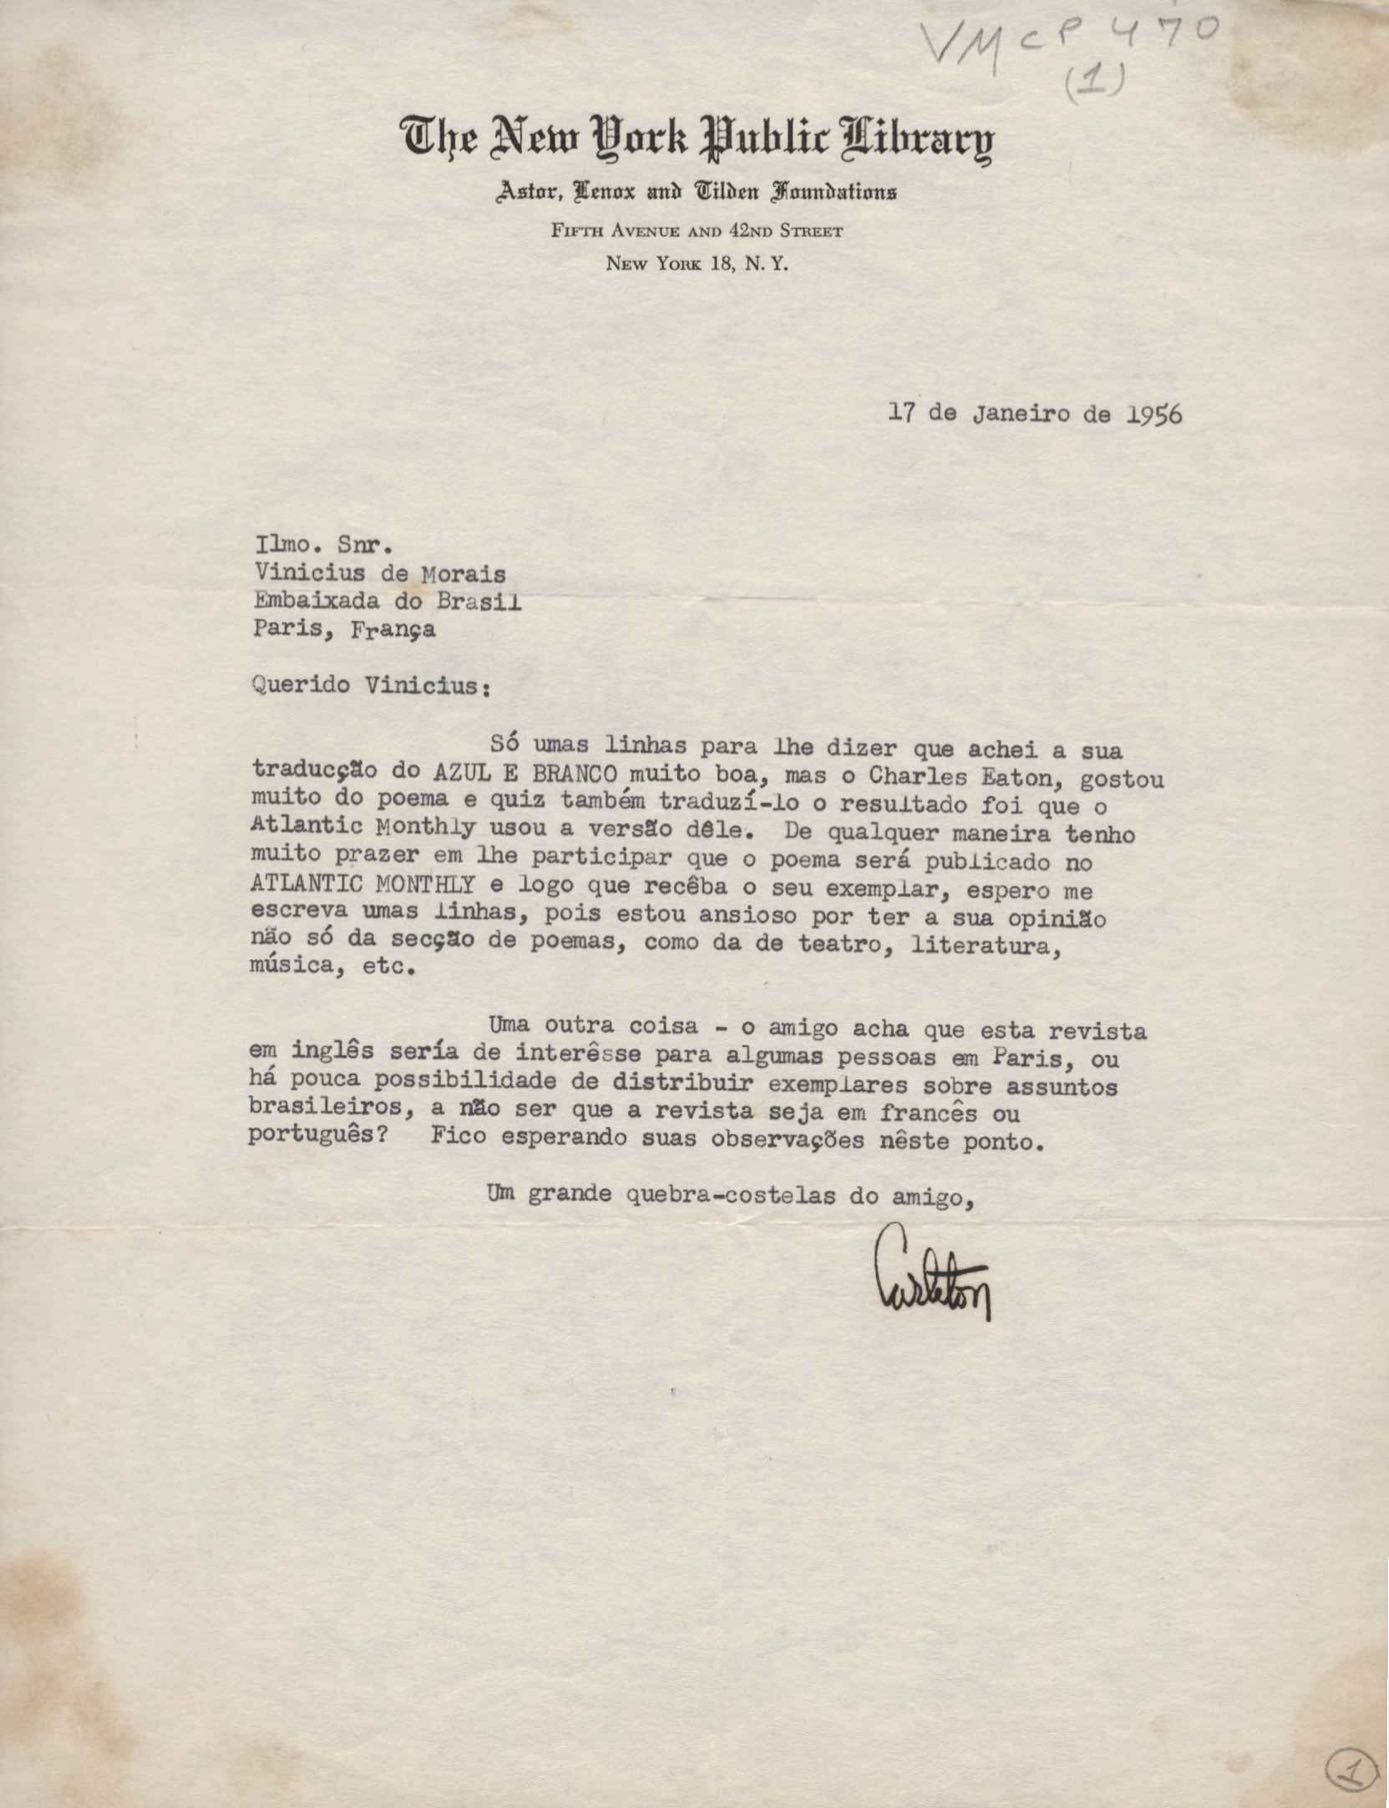 VMCP 470
(1)
The New York Public Library
Astor, Lenox and Tilden Foundations
Fifth Avenue and 42nd Street
New York 18, N. Y.
17 de Janeiro de 1956
Ilmo. Snr.
Vinicius de Morais
Embaixada do Brasil
Paris, França
Querido Vinicius:
Só umas linhas para lhe dizer que achei a sua
traducção do AZUL E BRANCO muito boa, mas o Charles Eaton, gostou
muito do poema e quiz também traduzí-lo o resultado foi que o
Atlantic Monthly usou a versão dêle. De qualquer maneira tenho
muito prazer em lhe participar que o poema será publicado no
ATLANTIC MONTHLY e logo que recêba o seu exemplar, espero me
escreva umas linhas, pois estou ansioso por ter a sua opinião
não só da secção de poemas, como da de teatro, literatura,
música, etc.
Uma outra coisa - o amigo acha que esta revista
em inglês sería de interêsse para algumas pessoas em Paris, ou
há pouca possibilidade de distribuir exemplares sobre assuntos
brasileiros, a não ser que a revista seja em francês ou
português? Fico esperando suas observações nêste ponto.
Um grande quebra-costelas do amigo,
Carleton
1